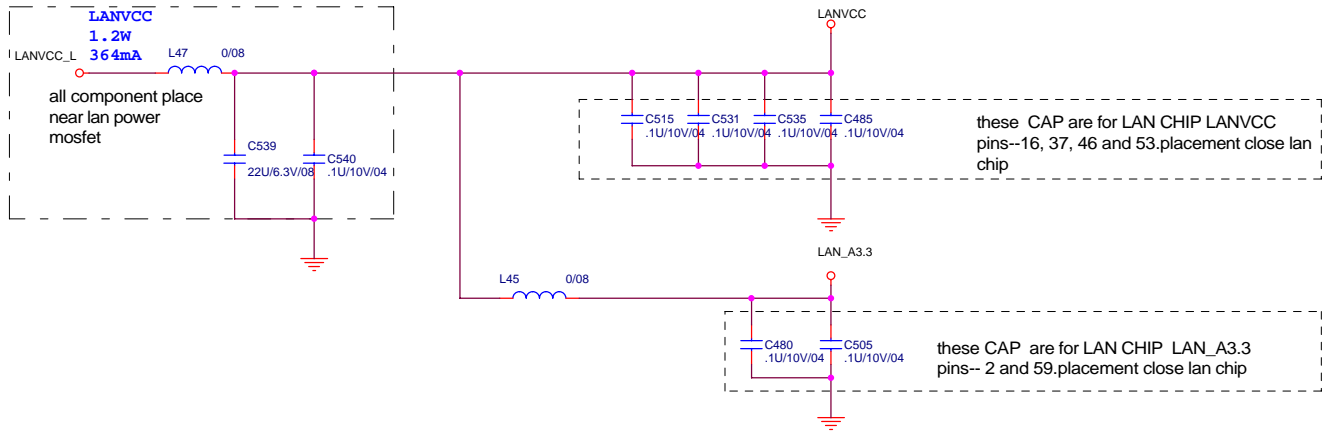 LANVCC
1.2W
364mA
LANVCC_L
L47
0/08
all component place
near lan power
mosfet
C539
22U/6.3V/08
C540
.1U/10V/04
LANVCC
C515
.1U/10V/04
C531
.1U/10V/04
C535
.1U/10V/04
C485
.1U/10V/04
these CAP are for LAN CHIP LANVCC
pins--16, 37, 46 and 53.placement close lan
chip
L45
0/08
LAN_A3.3
C480
.1U/10V/04
C505
.1U/10V/04
these CAP are for LAN CHIP LAN_A3.3
pins-- 2 and 59.placement close lan chip